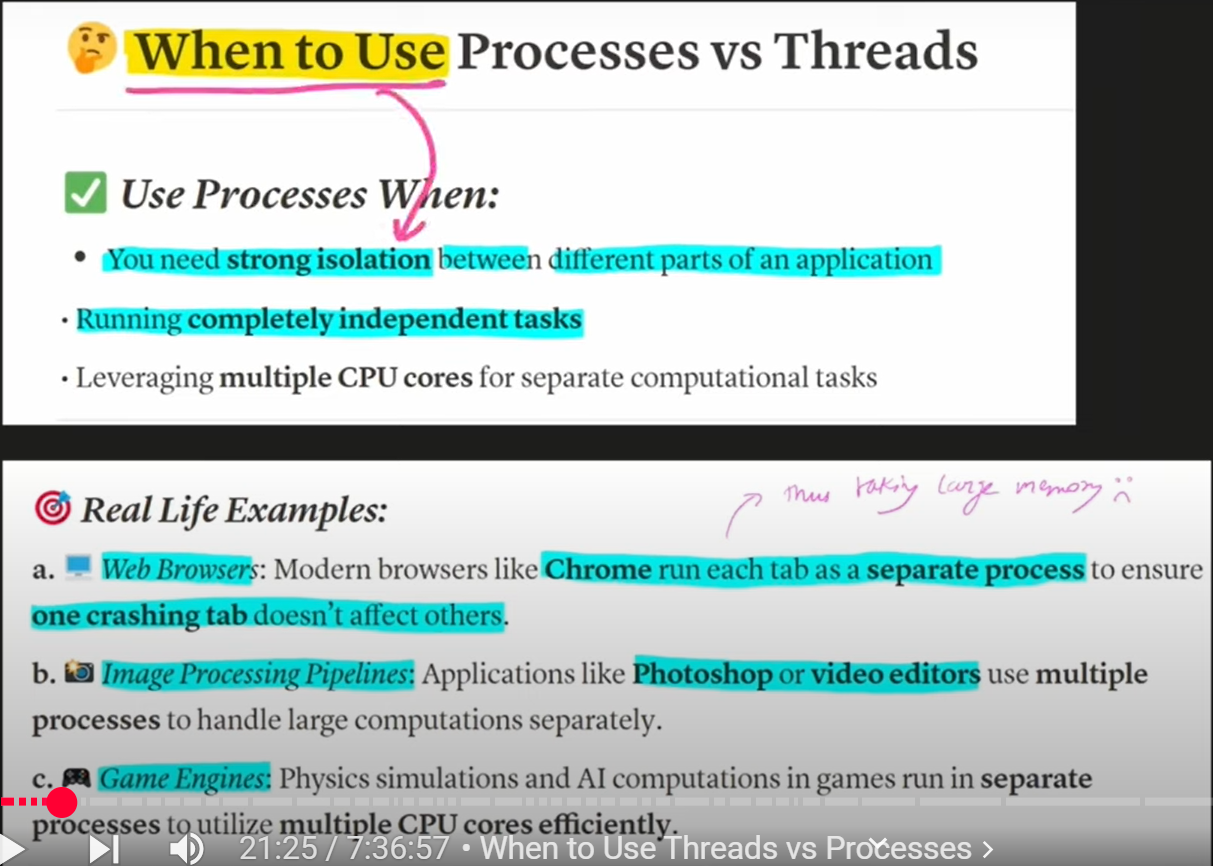 🤔 When to Use Processes vs Threads
✅ Use Processes When:
• You need strong isolation between different parts of an application
• Running completely independent tasks
• Leveraging multiple CPU cores for separate computational tasks
thus taking large memory :(
🎯 Real Life Examples:
a. 🖥️ Web Browsers: Modern browsers like Chrome run each tab as a separate process to ensure
one crashing tab doesn't affect others.
b. 📸 Image Processing Pipelines: Applications like Photoshop or video editors use multiple
processes to handle large computations separately.
c. 🎮 Game Engines: Physics simulations and AI computations in games run in separate
processes to utilize multiple CPU cores efficiently.
21:25 / 7:36:57 • When to Use Threads vs Processes >